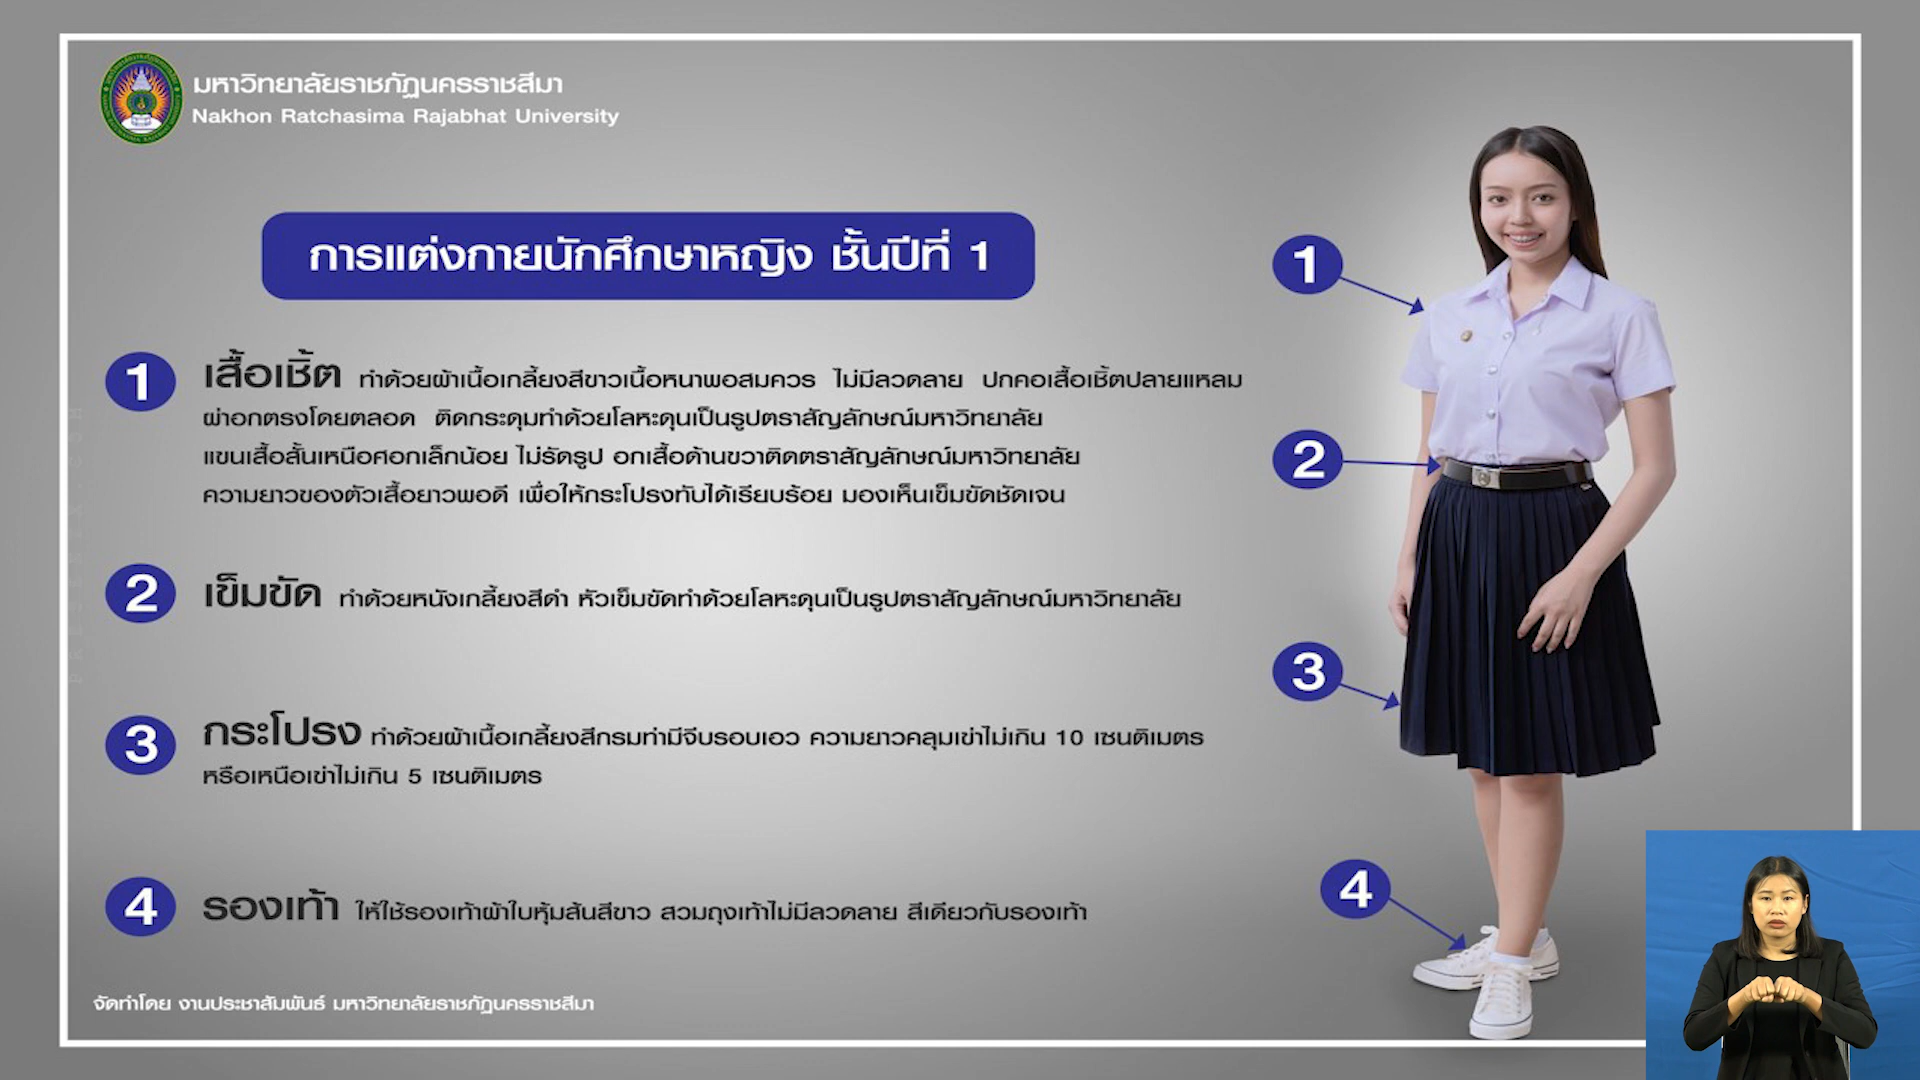 มหาวิทยาลัยราชภัฏนครราชสีมา
Nakhon Ratchasima Rajabhat University
การแต่งกายนักศึกษาหญิง ชั้นปีที่ 1
1 เสื้อเชิ้ต ทำด้วยผ้าเนื้อเกลี้ยงสีขาวเนื้อหนาพอสมควร ไม่มีลวดลาย ปกคอเสื้อเชิ้ตปลายแหลม
ผ่าอกตรงโดยตลอด ติดกระดุมทำด้วยโลหะดุนเป็นรูปตราสัญลักษณ์มหาวิทยาลัย
แขนเสื้อสั้นเหนือศอกเล็กน้อย ไม่รัดรูป อกเสื้อด้านขวาติดตราสัญลักษณ์มหาวิทยาลัย
ความยาวของตัวเสื้อยาวพอดี เพื่อให้กระโปรงทับได้เรียบร้อย มองเห็นเข็มขัดชัดเจน
2 เข็มขัด ทำด้วยหนังเกลี้ยงสีดำ หัวเข็มขัดทำด้วยโลหะดุนเป็นรูปตราสัญลักษณ์มหาวิทยาลัย
3 กระโปรง ทำด้วยผ้าเนื้อเกลี้ยงสีกรมท่ามีจีบรอบเอว ความยาวคลุมเข่าไม่เกิน 10 เซนติเมตร
หรือเหนือเข่าไม่เกิน 5 เซนติเมตร
4 รองเท้า ให้ใช้รองเท้าผ้าใบหุ้มส้นสีขาว สวมถุงเท้าไม่มีลวดลาย สีเดียวกับรองเท้า
จัดทำโดย งานประชาสัมพันธ์ มหาวิทยาลัยราชภัฏนครราชสีมา
1
2
3
4